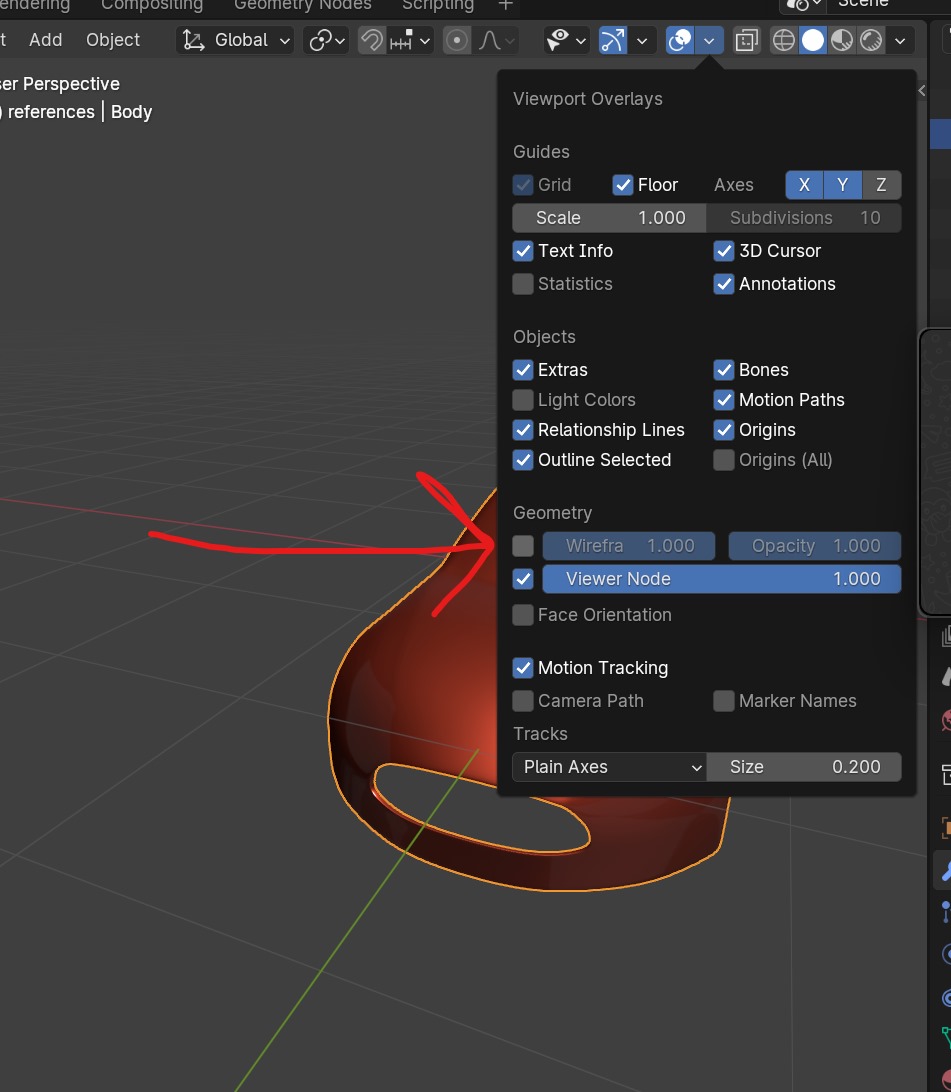 Compositing Geometry Nodes Scripting +
Scene
Add Object Global
Perspective
references | Body
Viewport Overlays
Guides
Grid Floor Axes X Y Z
Scale 1.000 Subdivisions 10
Text Info 3D Cursor
Statistics Annotations
Objects
Extras Bones
Light Colors Motion Paths
Relationship Lines Origins
Outline Selected Origins (All)
Geometry
Wirefra 1.000 Opacity 1.000
Viewer Node 1.000
Face Orientation
Motion Tracking
Camera Path Marker Names
Tracks
Plain Axes Size 0.200